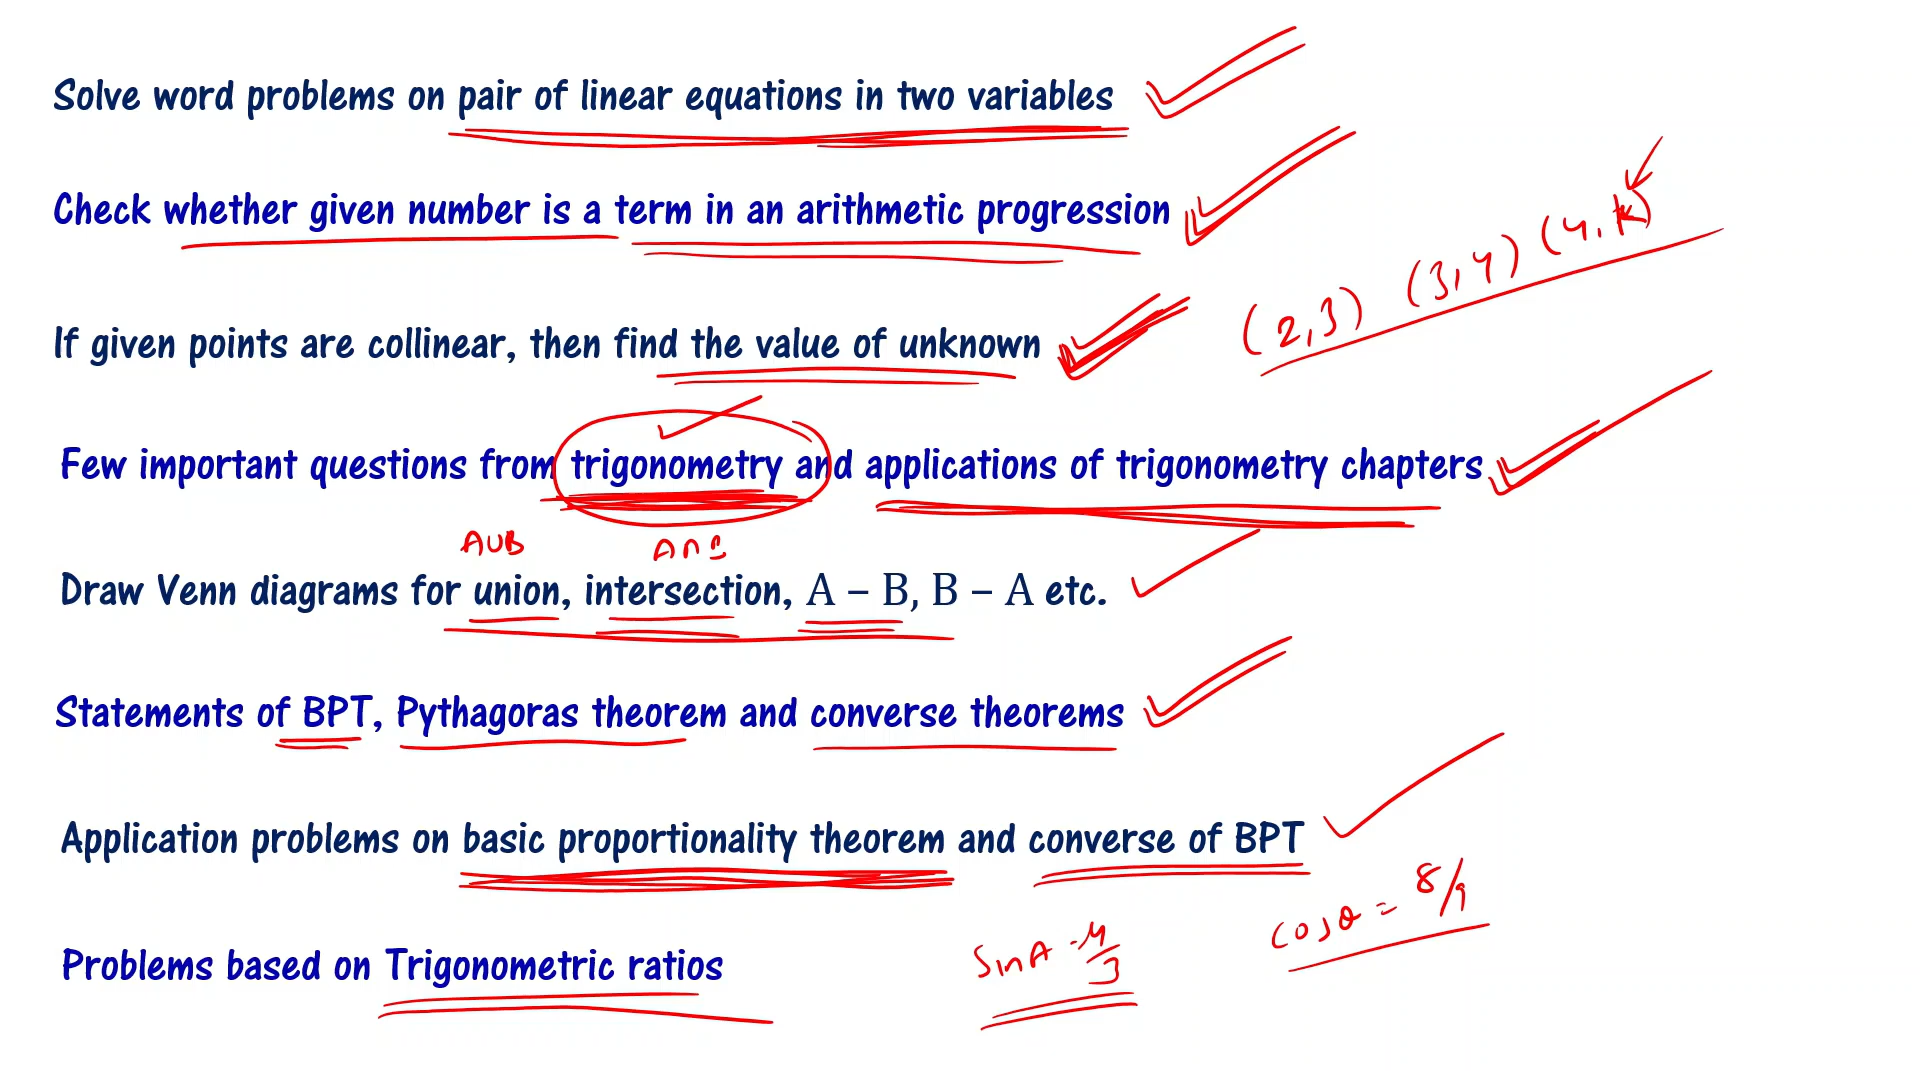 Solve word problems on pair of linear equations in two variables
Check whether given number is a term in an arithmetic progression
(2,3) (3,4) (4,k)
If given points are collinear, then find the value of unknown
Few important questions from trigonometry and applications of trigonometry chapters
A∪B A∩B
Draw Venn diagrams for union, intersection, A – B, B – A etc.
Statements of BPT, Pythagoras theorem and converse theorems
Application problems on basic proportionality theorem and converse of BPT
cosθ = 8/9
Problems based on Trigonometric ratios
SinA = 4/3